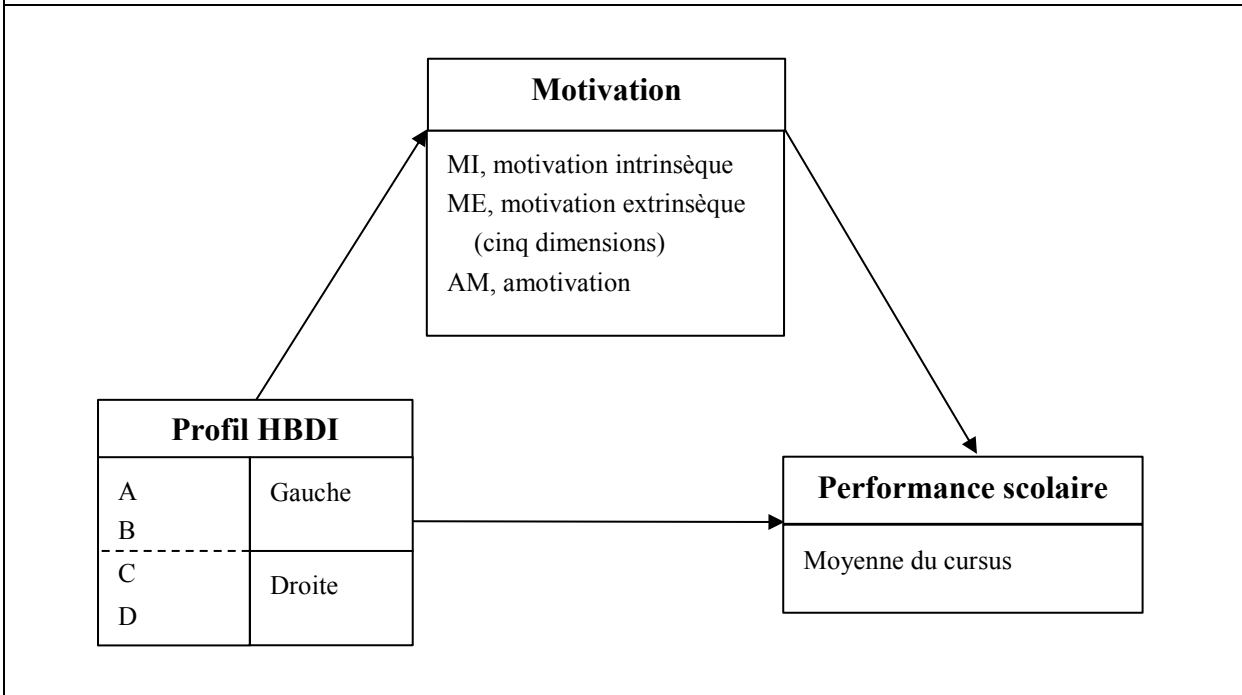 Motivation
MI, motivation intrinsèque
ME, motivation extrinsèque
(cinq dimensions)
AM, amotivation
Profil HBDI
A
B
Gauche
C
D
Droite
Performance scolaire
Moyenne du cursus